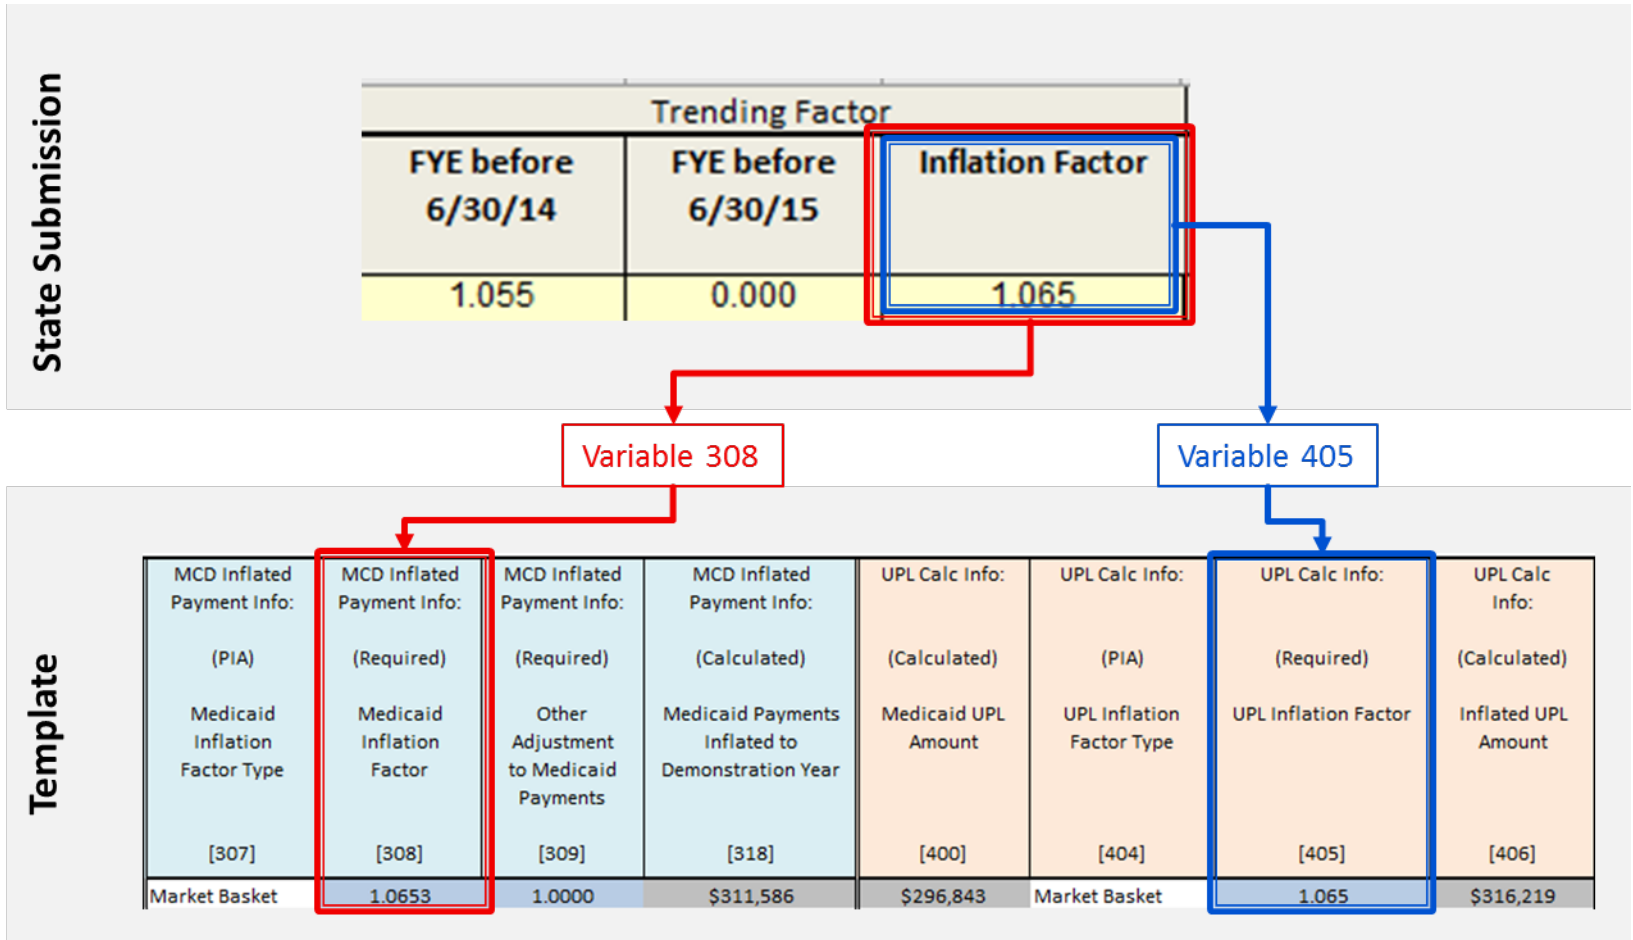 State Submission
Trending Factor
FYE before
6/30/14
FYE before
6/30/15
Inflation Factor
1.055
0.000
1.065
Variable 308
Variable 405
Template
MCD Inflated
Payment Info:
(PIA)
Medicaid
Inflation
Factor Type
[307]
MCD Inflated
Payment Info:
(Required)
Medicaid
Inflation
Factor
[308]
MCD Inflated
Payment Info:
(Required)
Other
Adjustment
to Medicaid
Payments
[309]
MCD Inflated
Payment Info:
(Calculated)
Medicaid Payments
Inflated to
Demonstration Year
[318]
UPL Calc Info:
(Calculated)
Medicaid UPL
Amount
[400]
UPL Calc Info:
(PIA)
UPL Inflation
Factor Type
[404]
UPL Calc Info:
(Required)
UPL Inflation Factor
[405]
UPL Calc
Info:
(Calculated)
Inflated UPL
Amount
[406]
Market Basket
1.0653
1.0000
$311,586
$296,843
Market Basket
1.065
$316,219